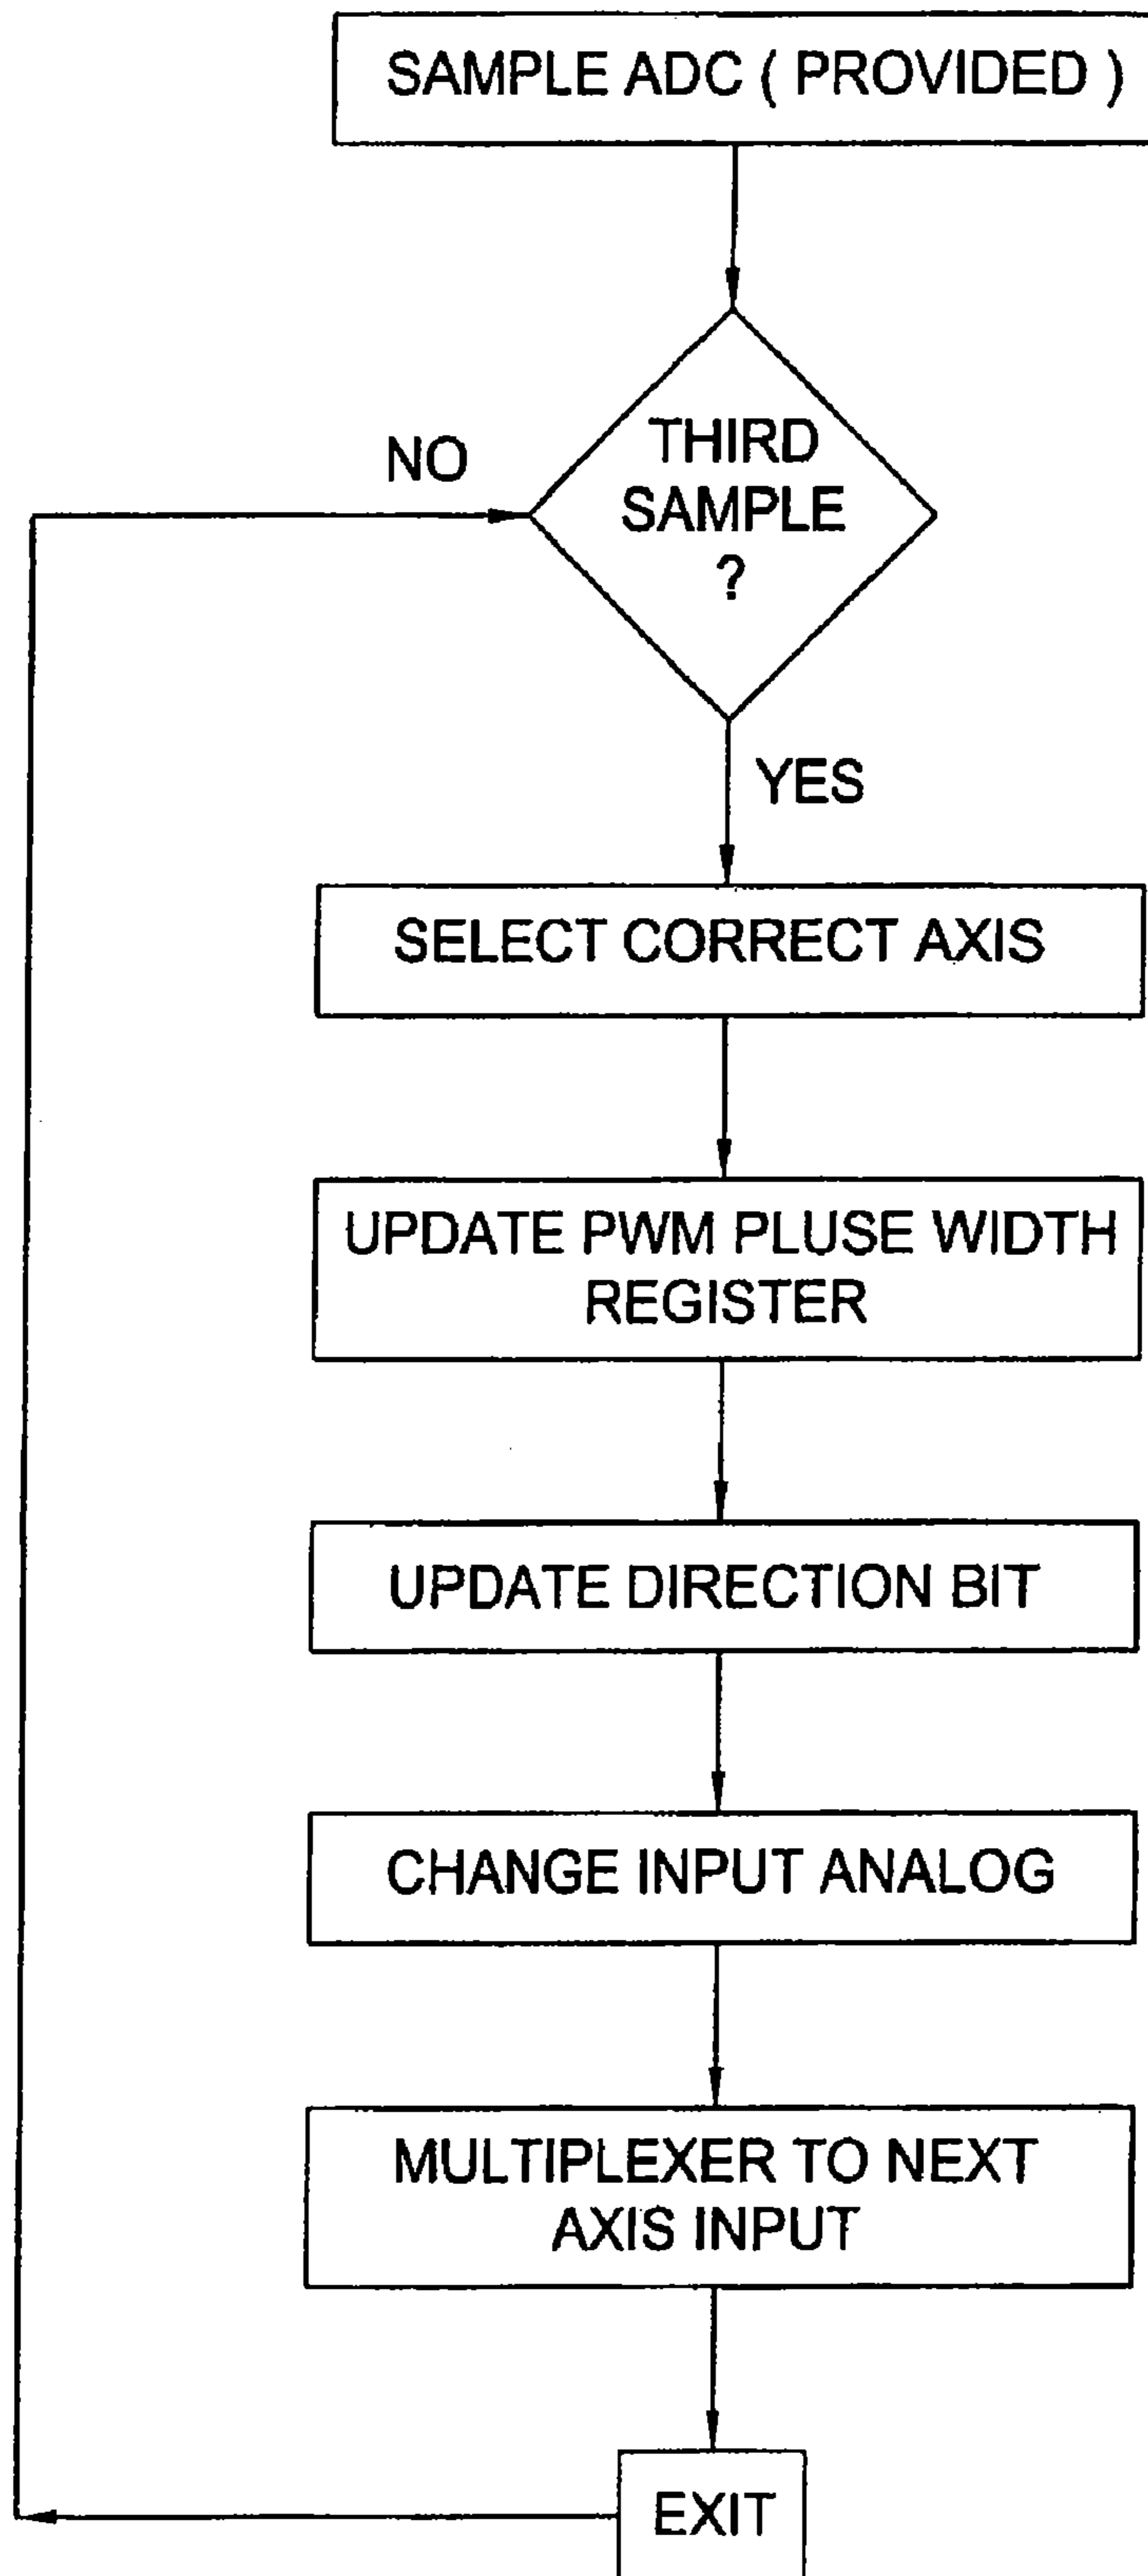 SAMPLE ADC ( PROVIDED )
THIRD
SAMPLE
?
NO
YES
SELECT CORRECT AXIS
UPDATE PWM PLUSE WIDTH
REGISTER
UPDATE DIRECTION BIT
CHANGE INPUT ANALOG
MULTIPLEXER TO NEXT
AXIS INPUT
EXIT